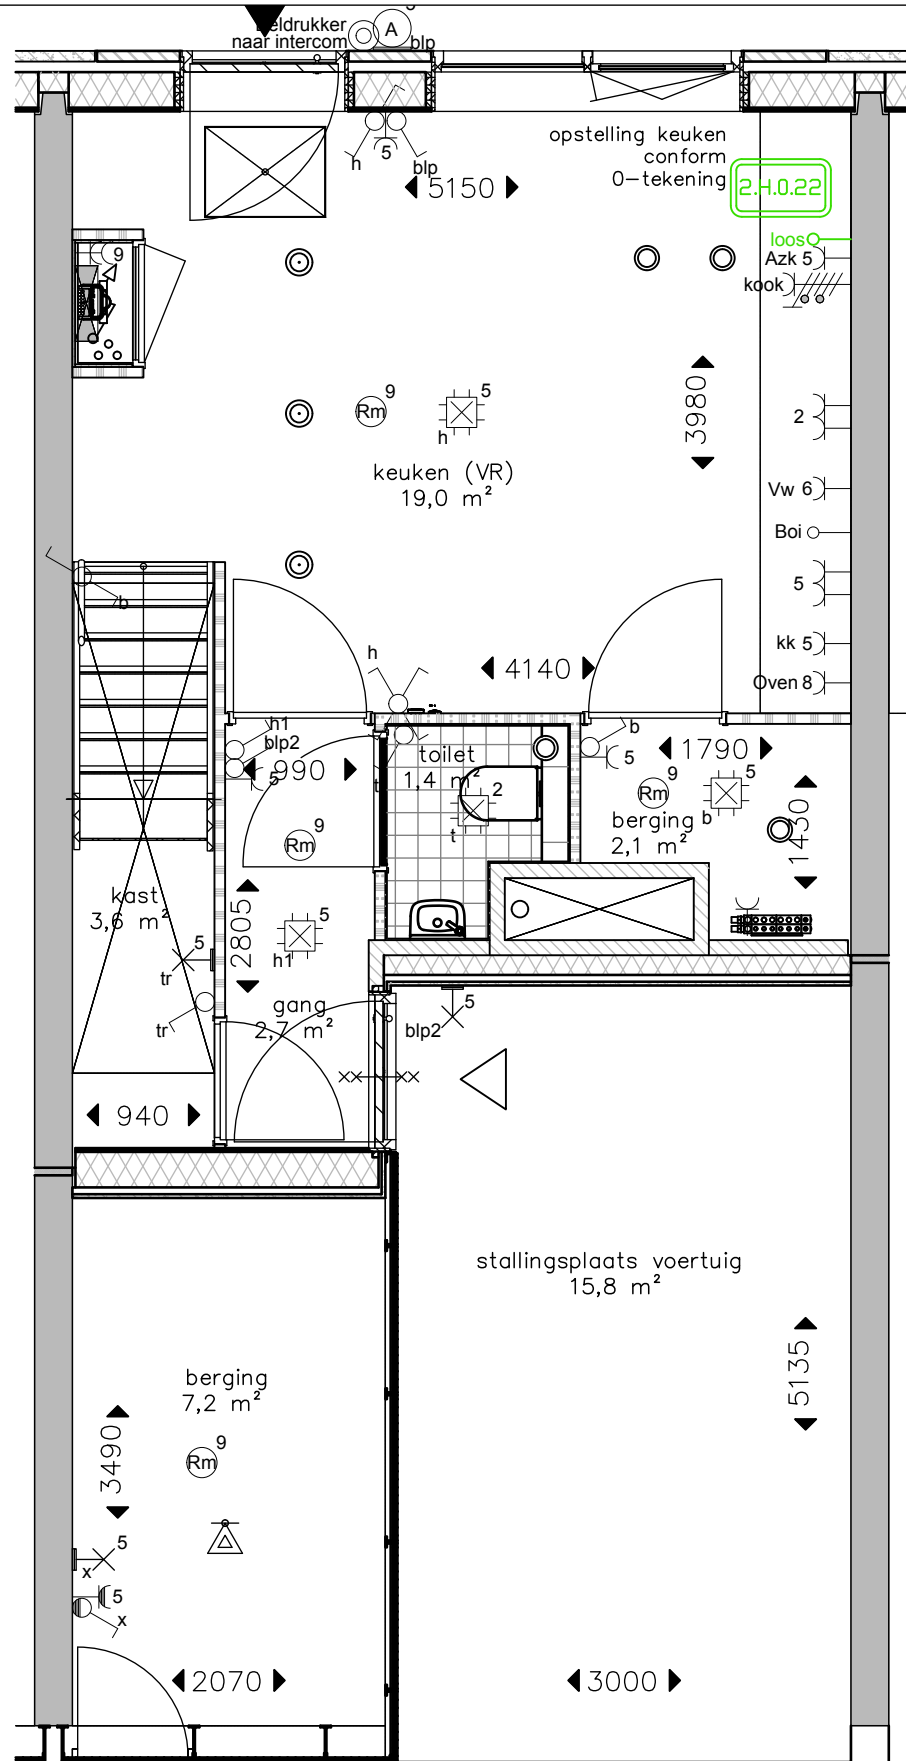 naar intercom
A
blp
h
5
blp
opstelling keuken
conform
0-tekening
2.H.0.22
5150
9
loos
Azk 5
kook
9
Rm
5
h
3980
2
keuken (VR)
19,0 m²
Vw 6
Boi
5
b
kk 5
h
4140
Oven 8
h1
blp2
5
990
toilet
1,4 m²
t
2
t
b
5
1790
9
Rm
5
b
berging
2,1 m²
1430
9
Rm
kast
3,6 m²
2805
5
h1
5
tr
tr
gang
2,7 m²
5
blp2
940
stallingsplaats voertuig
15,8 m²
5135
berging
7,2 m²
3490
9
Rm
5
x
5
x
2070
3000